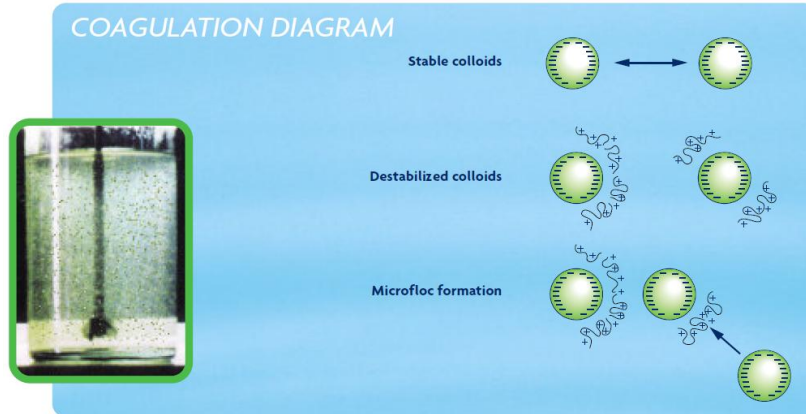 COAGULATION DIAGRAM
Stable colloids
Destabilized colloids
Microfloc formation